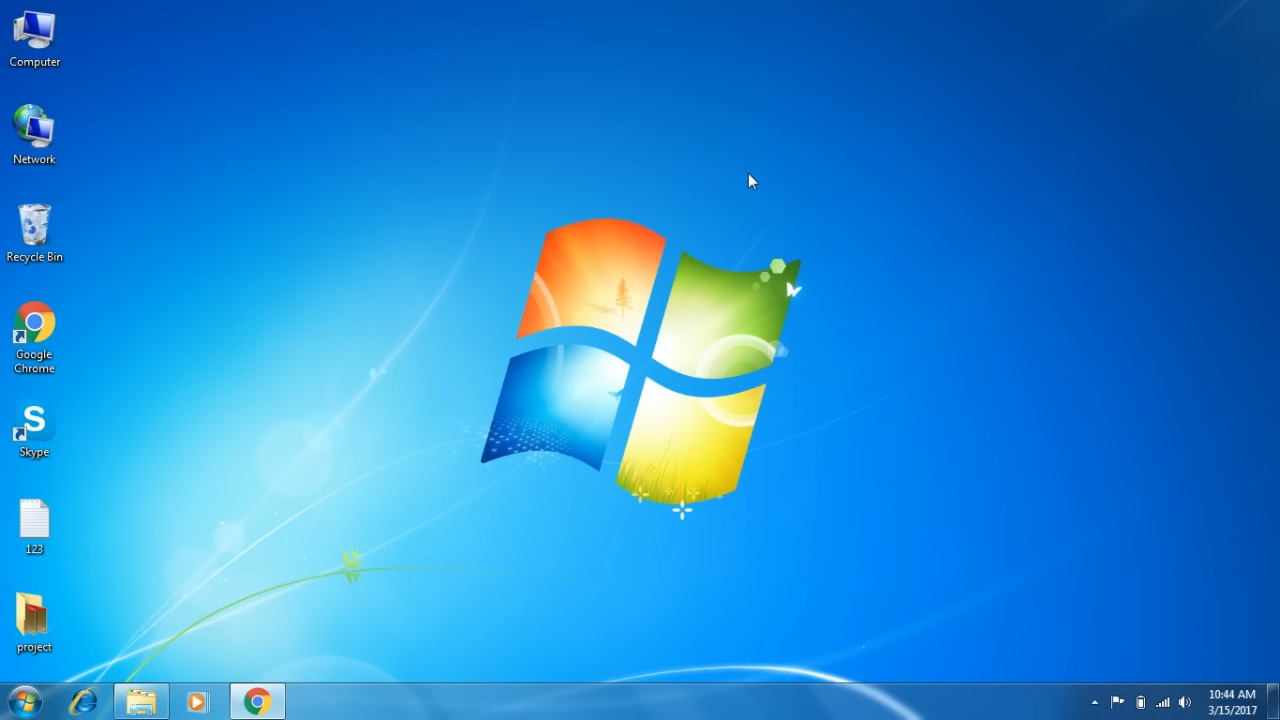 Computer
Network
Recycle Bin
Google
Chrome
S
Skype
123
project
10:44 AM
3/15/2017